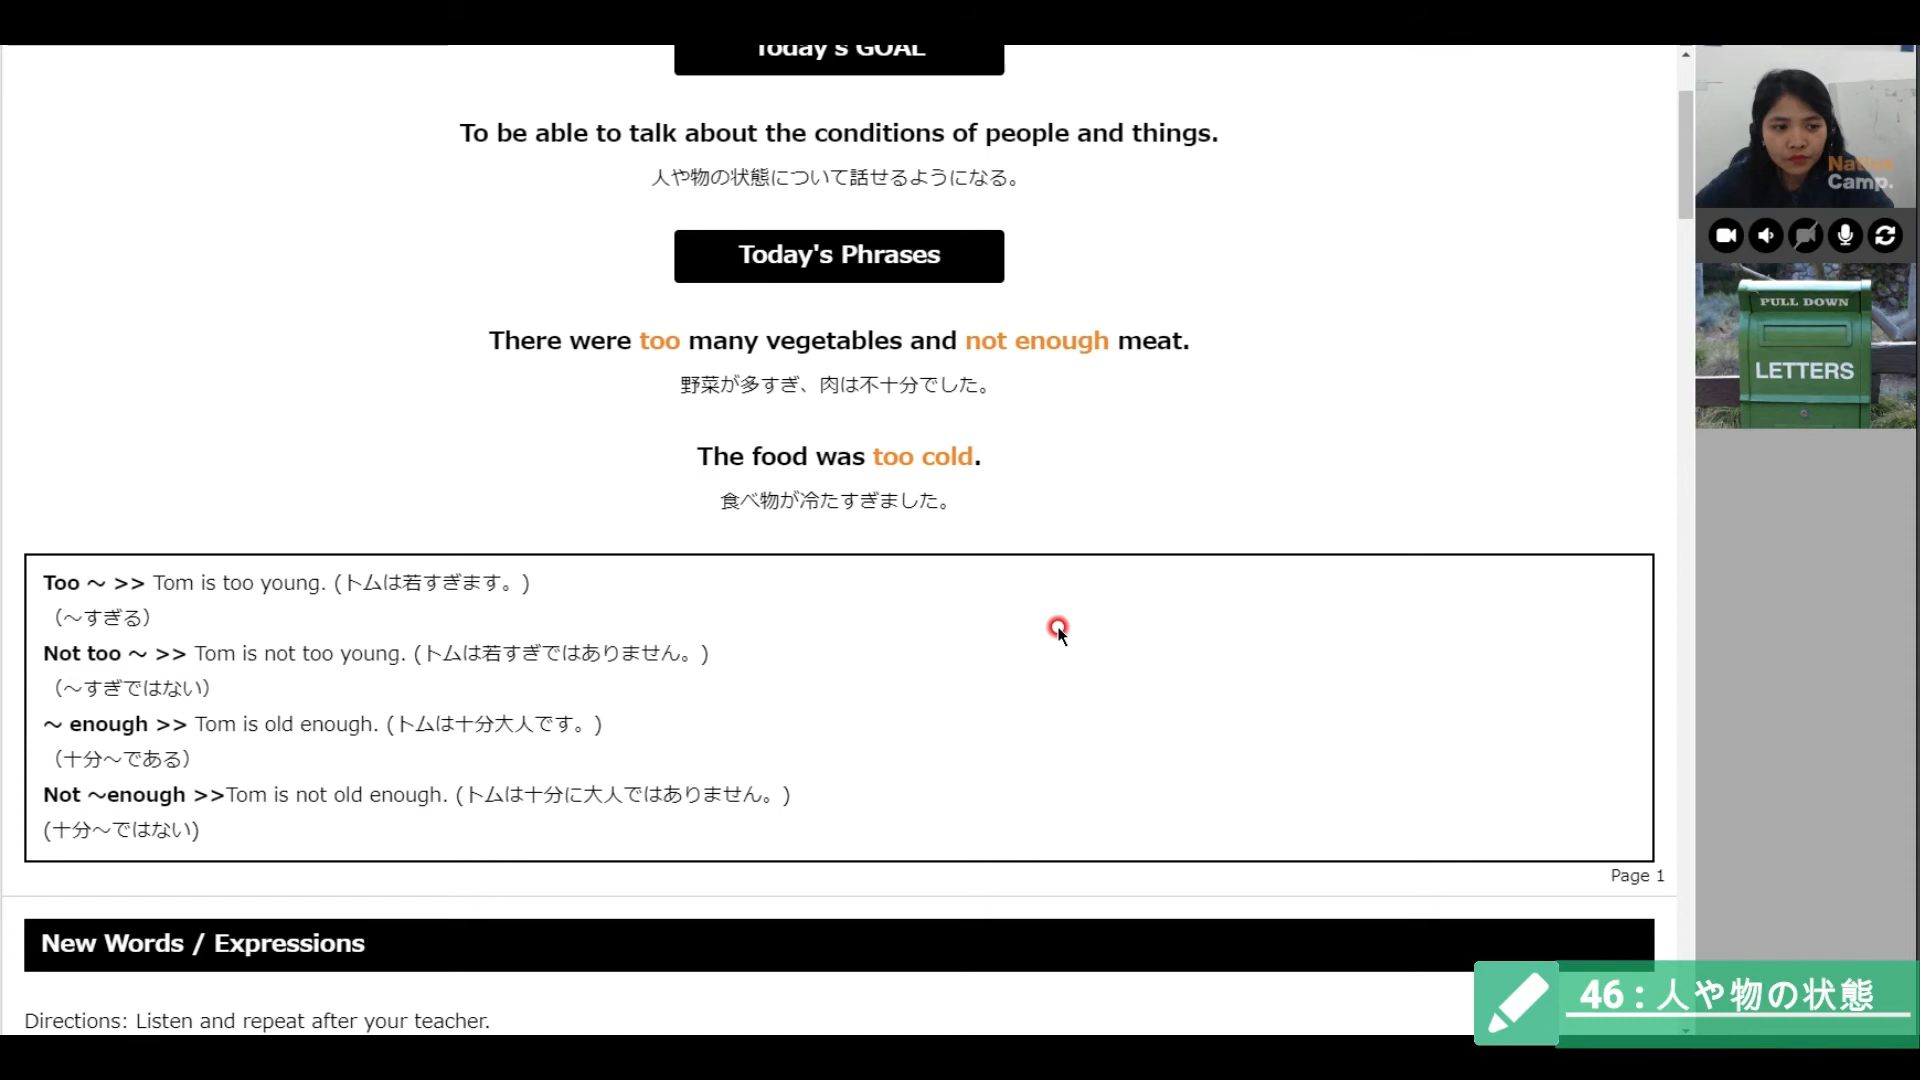 Today's GOAL
To be able to talk about the conditions of people and things.
人や物の状態について話せるようになる。
Today's Phrases
There were too many vegetables and not enough meat.
野菜が多すぎ、肉は不十分でした。
The food was too cold.
食べ物が冷たすぎました。
Too ～ >> Tom is too young. (トムは若すぎます。)
（～すぎる）
Not too ～ >> Tom is not too young. (トムは若すぎではありません。)
（～すぎではない）
～ enough >> Tom is old enough. (トムは十分大人です。)
（十分～である）
Not ～enough >>Tom is not old enough. (トムは十分に大人ではありません。)
(十分～ではない)
Page 1
New Words / Expressions
Directions: Listen and repeat after your teacher.
Native
Camp.
PULL DOWN
LETTERS
46：人や物の状態